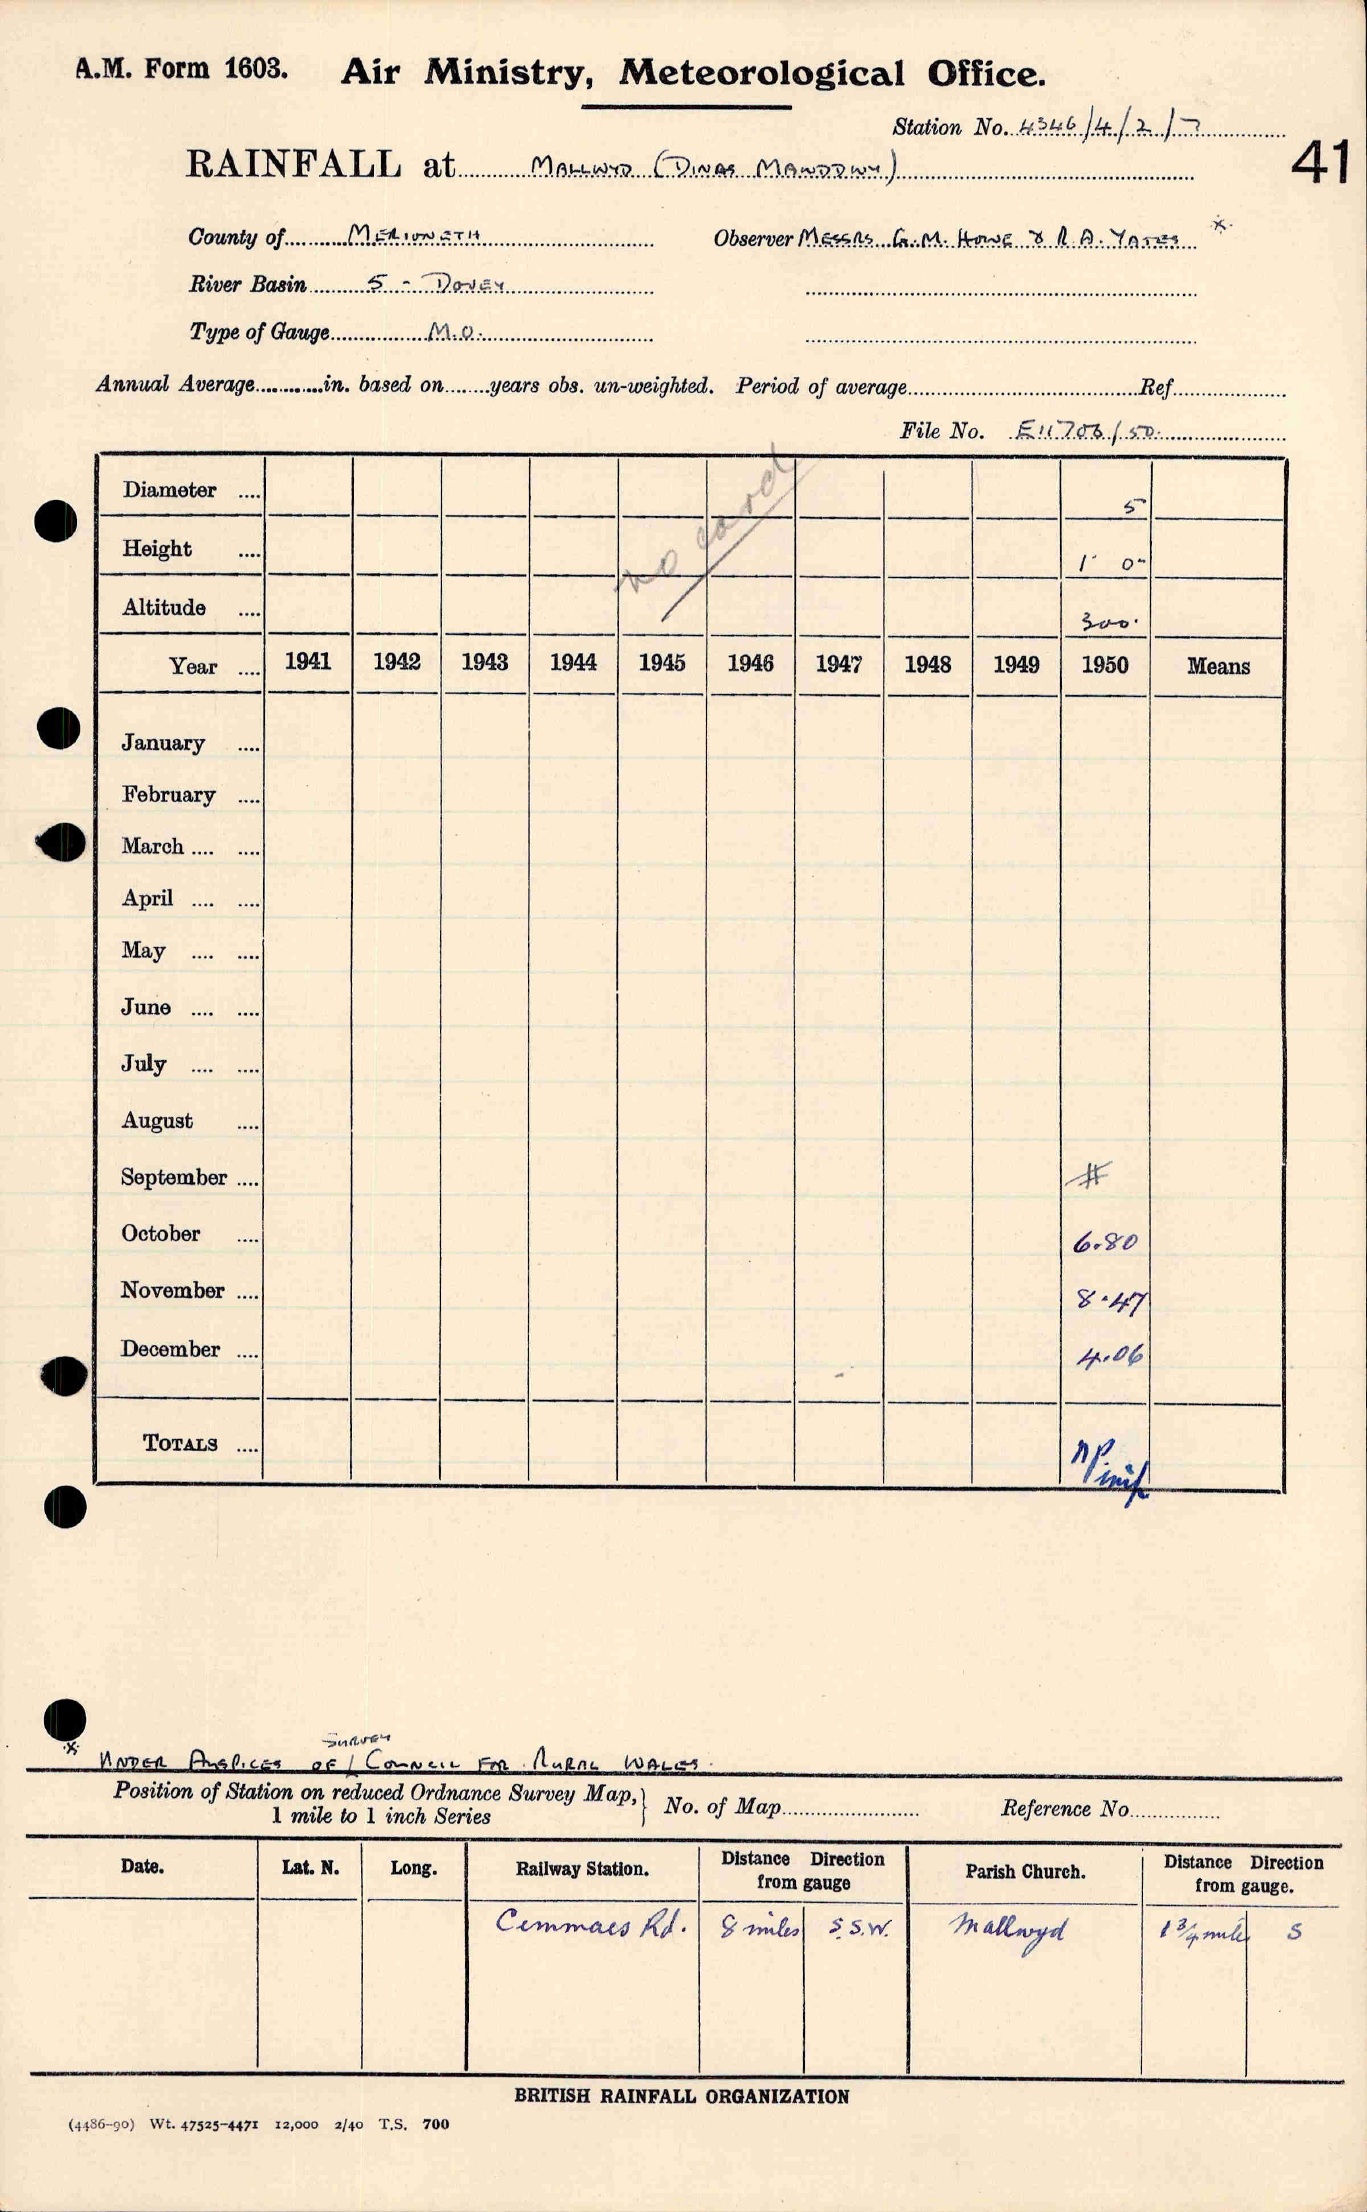 A.M. Form 1603. Air Ministry, Meteorological Office.
Station No. 4346/4/2/7
41
RAINFALL at MALLWYD (DINAS MAWDDWY)
County of MERIONETH Observer MESSRS G.M. HOWE & R.A. YATES *
River Basin 5 - DOVEY
Type of Gauge M.O.
Annual Average............in. based on.......years obs. un-weighted. Period of average........Ref........
File No. E11706/50
no card
Diameter .... 5
Height .... 1' 0"
Altitude .... 300'
Year .... 1941 1942 1943 1944 1945 1946 1947 1948 1949 1950 Means
January ....
February ....
March .... ....
April .... ....
May .... ....
June .... ....
July .... ....
August ....
September .... #
October .... 6.80
November .... 8.47
December .... 4.06
TOTALS ....
* UNDER AUSPICES OF SURVEY COUNCIL FOR RURAL WALES.
Position of Station on reduced Ordnance Survey Map, 1 mile to 1 inch Series } No. of Map........ Reference No........
Date. Lat. N. Long. Railway Station. Distance Direction from gauge Parish Church. Distance Direction from gauge.
Cemmaes Rd. 8 miles S.S.W. Mallwyd 1 3/4 mile S
BRITISH RAINFALL ORGANIZATION
(4486-90) Wt. 47525-4471 12,000 2/40 T.S. 700